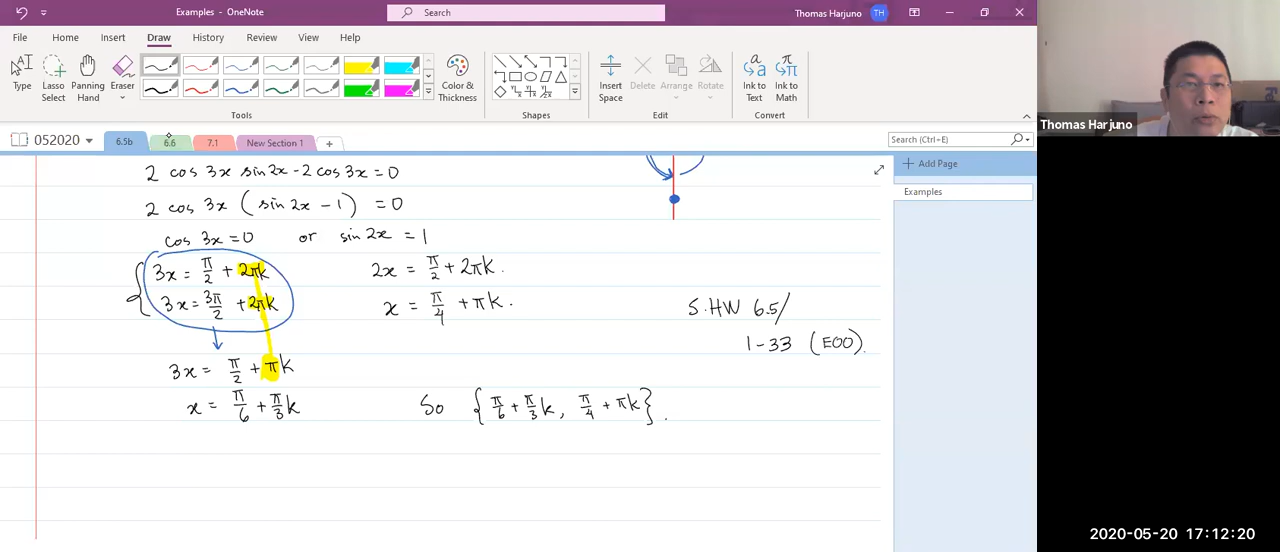 Examples - OneNote
Search
Thomas Harjuno
TH
File
Home
Insert
Draw
History
Review
View
Help
Type
Lasso Select
Panning Hand
Eraser
Color & Thickness
Insert Space
Delete
Arrange
Rotate
Ink to Text
Ink to Math
Tools
Shapes
Edit
Convert
052020
6.5b
6.6
7.1
New Section 1
+
Search (Ctrl+E)
Add Page
Examples
Thomas Harjuno
2 cos 3x sin2x - 2 cos 3x = 0
2 cos 3x (sin 2x - 1) = 0
cos 3x = 0 or sin 2x = 1
3x = π/2 + 2πk
2x = π/2 + 2πk.
3x = 3π/2 + 2πk
x = π/4 + πk.
S.HW 6.5/
1-33 (EOO).
3x = π/2 + πk
x = π/6 + π/3 k
So {π/6 + π/3 k, π/4 + πk}.
2020-05-20 17:12:20